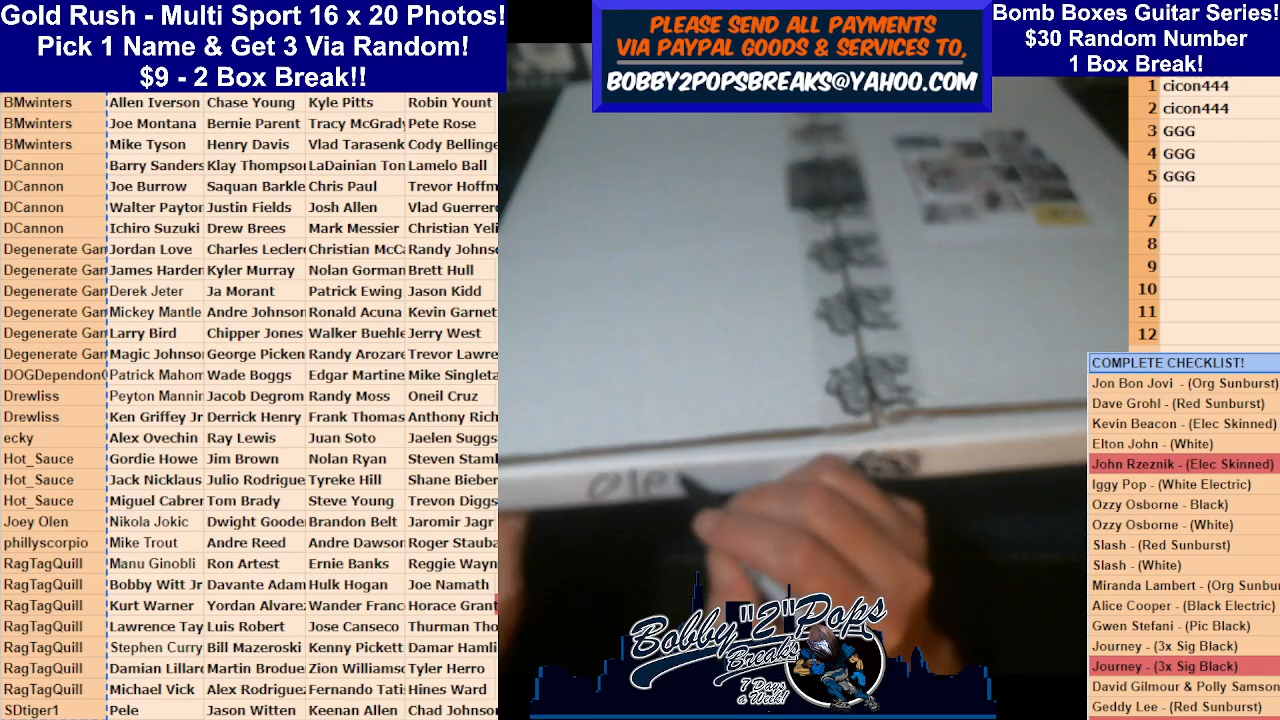 Gold Rush - Multi Sport 16 x 20 Photos!
Pick 1 Name & Get 3 Via Random!
$9 - 2 Box Break!!
BMwinters Allen Iverson Chase Young Kyle Pitts Robin Yount
BMwinters Joe Montana Bernie Parent Tracy McGrady Pete Rose
BMwinters Mike Tyson Henry Davis Vlad Tarasenk Cody Bellinge
DCannon Barry Sanders Klay Thompson LaDainian Tom Lamelo Ball
DCannon Joe Burrow Saquan Barkle Chris Paul Trevor Hoffm
DCannon Walter Payton Justin Fields Josh Allen Vlad Guerrer
DCannon Ichiro Suzuki Drew Brees Mark Messier Christian Yeli
Degenerate Gam Jordan Love Charles Lecler Christian McCa Randy Johns
Degenerate Gam James Harden Kyler Murray Nolan Gorman Brett Hull
Degenerate Gam Derek Jeter Ja Morant Patrick Ewing Jason Kidd
Degenerate Gam Mickey Mantle Andre Johnson Ronald Acuna Kevin Garnet
Degenerate Gam Larry Bird Chipper Jones Walker Buehle Jerry West
Degenerate Gam Magic Johnso George Picken Randy Arozare Trevor Lawre
DOGDependon Patrick Mahom Wade Boggs Edgar Martine Mike Singleta
Drewliss Peyton Mannin Jacob Degrom Randy Moss Oneil Cruz
Drewliss Ken Griffey Jr Derrick Henry Frank Thomas Anthony Rich
ecky Alex Ovechin Ray Lewis Juan Soto Jaelen Suggs
Hot_Sauce Gordie Howe Jim Brown Nolan Ryan Steven Stam
Hot_Sauce Jack Nicklaus Julio Rodrigue Tyreke Hill Shane Bieber
Hot_Sauce Miguel Cabrer Tom Brady Steve Young Trevon Diggs
Joey Olen Nikola Jokic Dwight Goode Brandon Belt Jaromir Jagr
phillyscorpio Mike Trout Andre Reed Andre Dawson Roger Stauba
RagTagQuill Manu Ginobli Ron Artest Ernie Banks Reggie Wayn
RagTagQuill Bobby Witt Jr Davante Adam Hulk Hogan Joe Namath
RagTagQuill Kurt Warner Yordan Alvarez Wander Franc Horace Grant
RagTagQuill Lawrence Tay Luis Robert Jose Canseco Thurman Tho
RagTagQuill Stephen Curry Bill Mazeroski Kenny Pickett Damar Hamli
RagTagQuill Damian Lillard Martin Brodue Zion Williams Tyler Herro
RagTagQuill Michael Vick Alex Rodriguez Fernando Tati Hines Ward
SDtiger1 Pele Jason Witten Keenan Allen Chad Johnso
PLEASE SEND ALL PAYMENTS
VIA PAYPAL GOODS & SERVICES TO,
BOBBY2POPSBREAKS@YAHOO.COM
Bobby "2" Pops
Breaks
7 Days
a Week!
Bomb Boxes Guitar Series!
$30 Random Number
1 Box Break!
1 cicon444
2 cicon444
3 GGG
4 GGG
5 GGG
6
7
8
9
10
11
12
COMPLETE CHECKLIST!
Jon Bon Jovi - (Org Sunburst)
Dave Grohl - (Red Sunburst)
Kevin Beacon - (Elec Skinned)
Elton John - (White)
John Rzeznik - (Elec Skinned)
Iggy Pop - (White Electric)
Ozzy Osborne - Black)
Ozzy Osborne - (White)
Slash - (Red Sunburst)
Slash - (White)
Miranda Lambert - (Org Sunbu
Alice Cooper - (Black Electric)
Gwen Stefani - (Pic Black)
Journey - (3x Sig Black)
Journey - (3x Sig Black)
David Gilmour & Polly Samson
Geddy Lee - (Red Sunburst)